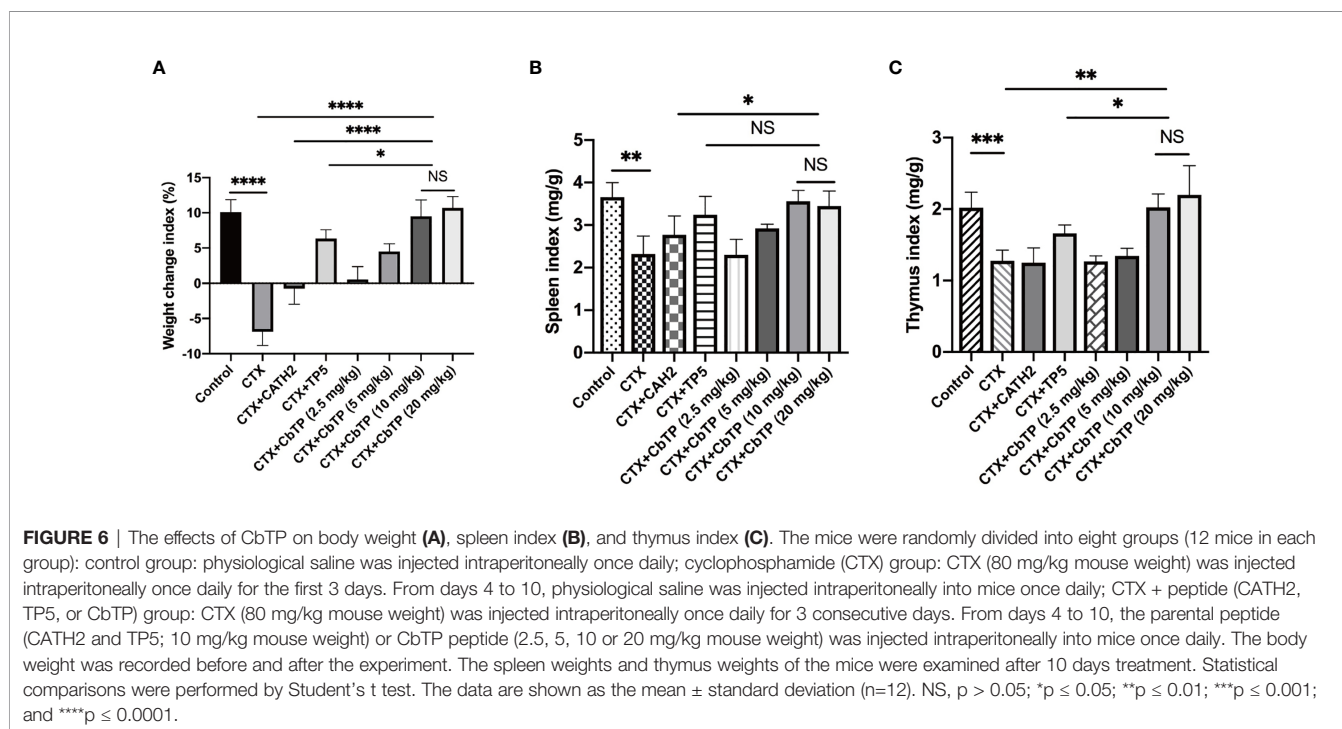 A
B
C
****
****
*
****
NS
Weight change index (%)
15
10
5
0
-5
-10
Control
CTX
CTX+CATH2
CTX+TP5
CTX+CbTP (2.5 mg/kg)
CTX+CbTP (5 mg/kg)
CTX+CbTP (10 mg/kg)
CTX+CbTP (20 mg/kg)
*
NS
**
NS
Spleen index (mg/g)
5
4
3
2
1
0
Control
CTX
CTX+CAH2
CTX+TP5
CTX+CbTP (2.5 mg/kg)
CTX+CbTP (5 mg/kg)
CTX+CbTP (10 mg/kg)
CTX+CbTP (20 mg/kg)
**
*
***
NS
Thymus index (mg/g)
3
2
1
0
Control
CTX
CTX+CATH2
CTX+TP5
CTX+CbTP (2.5 mg/kg)
CTX+CbTP (5 mg/kg)
CTX+CbTP (10 mg/kg)
CTX+CbTP (20 mg/kg)
FIGURE 6 | The effects of CbTP on body weight (A), spleen index (B), and thymus index (C). The mice were randomly divided into eight groups (12 mice in each
group): control group: physiological saline was injected intraperitoneally once daily; cyclophosphamide (CTX) group: CTX (80 mg/kg mouse weight) was injected
intraperitoneally once daily for the first 3 days. From days 4 to 10, physiological saline was injected intraperitoneally into mice once daily; CTX + peptide (CATH2,
TP5, or CbTP) group: CTX (80 mg/kg mouse weight) was injected intraperitoneally once daily for 3 consecutive days. From days 4 to 10, the parental peptide
(CATH2 and TP5; 10 mg/kg mouse weight) or CbTP peptide (2.5, 5, 10 or 20 mg/kg mouse weight) was injected intraperitoneally into mice once daily. The body
weight was recorded before and after the experiment. The spleen weights and thymus weights of the mice were examined after 10 days treatment. Statistical
comparisons were performed by Student's t test. The data are shown as the mean ± standard deviation (n=12). NS, p > 0.05; *p ≤ 0.05; **p ≤ 0.01; ***p ≤ 0.001;
and ****p ≤ 0.0001.